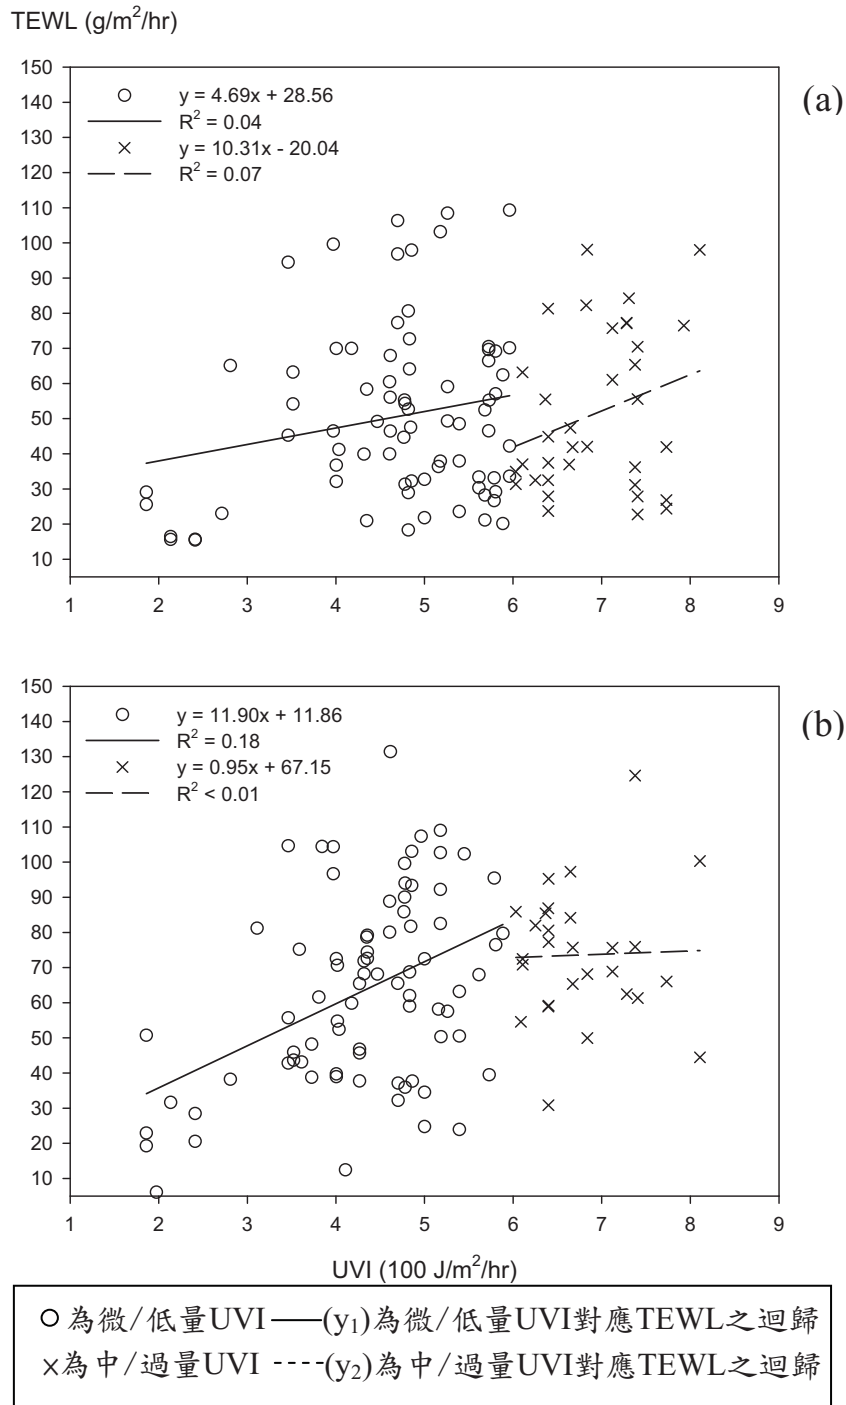 TEWL (g/m²/hr)
150
140
130
120
110
100
90
80
70
60
50
40
30
20
10
y = 4.69x + 28.56
R² = 0.04
y = 10.31x - 20.04
R² = 0.07
(a)
1 2 3 4 5 6 7 8 9
150
140
130
120
110
100
90
80
70
60
50
40
30
20
10
y = 11.90x + 11.86
R² = 0.18
y = 0.95x + 67.15
R² < 0.01
(b)
1 2 3 4 5 6 7 8 9
UVI (100 J/m²/hr)
為微/低量UVI (y₁)為微/低量UVI對應TEWL之迴歸
×為中/過量UVI (y₂)為中/過量UVI對應TEWL之迴歸